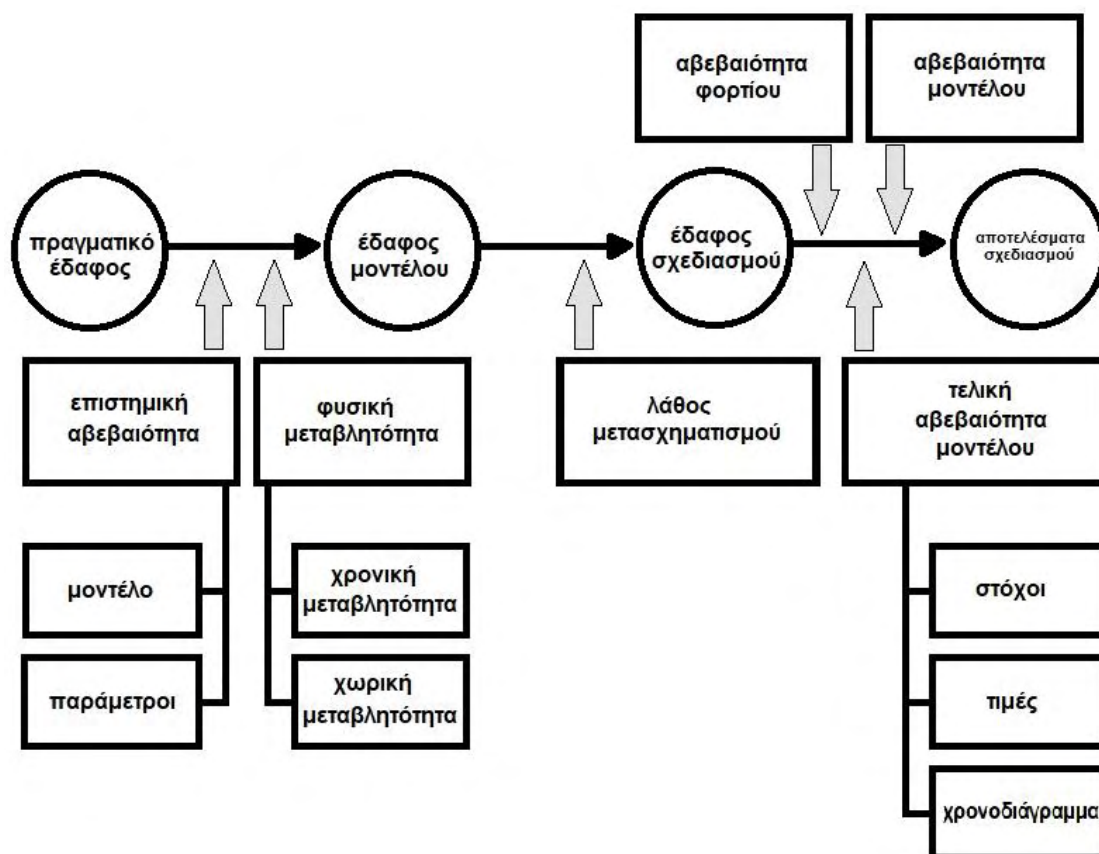 αβεβαιότητα
φορτίου
αβεβαιότητα
μοντέλου
πραγματικό
έδαφος
έδαφος
μοντέλου
έδαφος
σχεδιασμού
αποτελέσματα
σχεδιασμού
επιστημική
αβεβαιότητα
φυσική
μεταβλητότητα
λάθος
μετασχηματισμού
τελική
αβεβαιότητα
μοντέλου
μοντέλο
χρονική
μεταβλητότητα
στόχοι
παράμετροι
χωρική
μεταβλητότητα
τιμές
χρονοδιάγραμμα